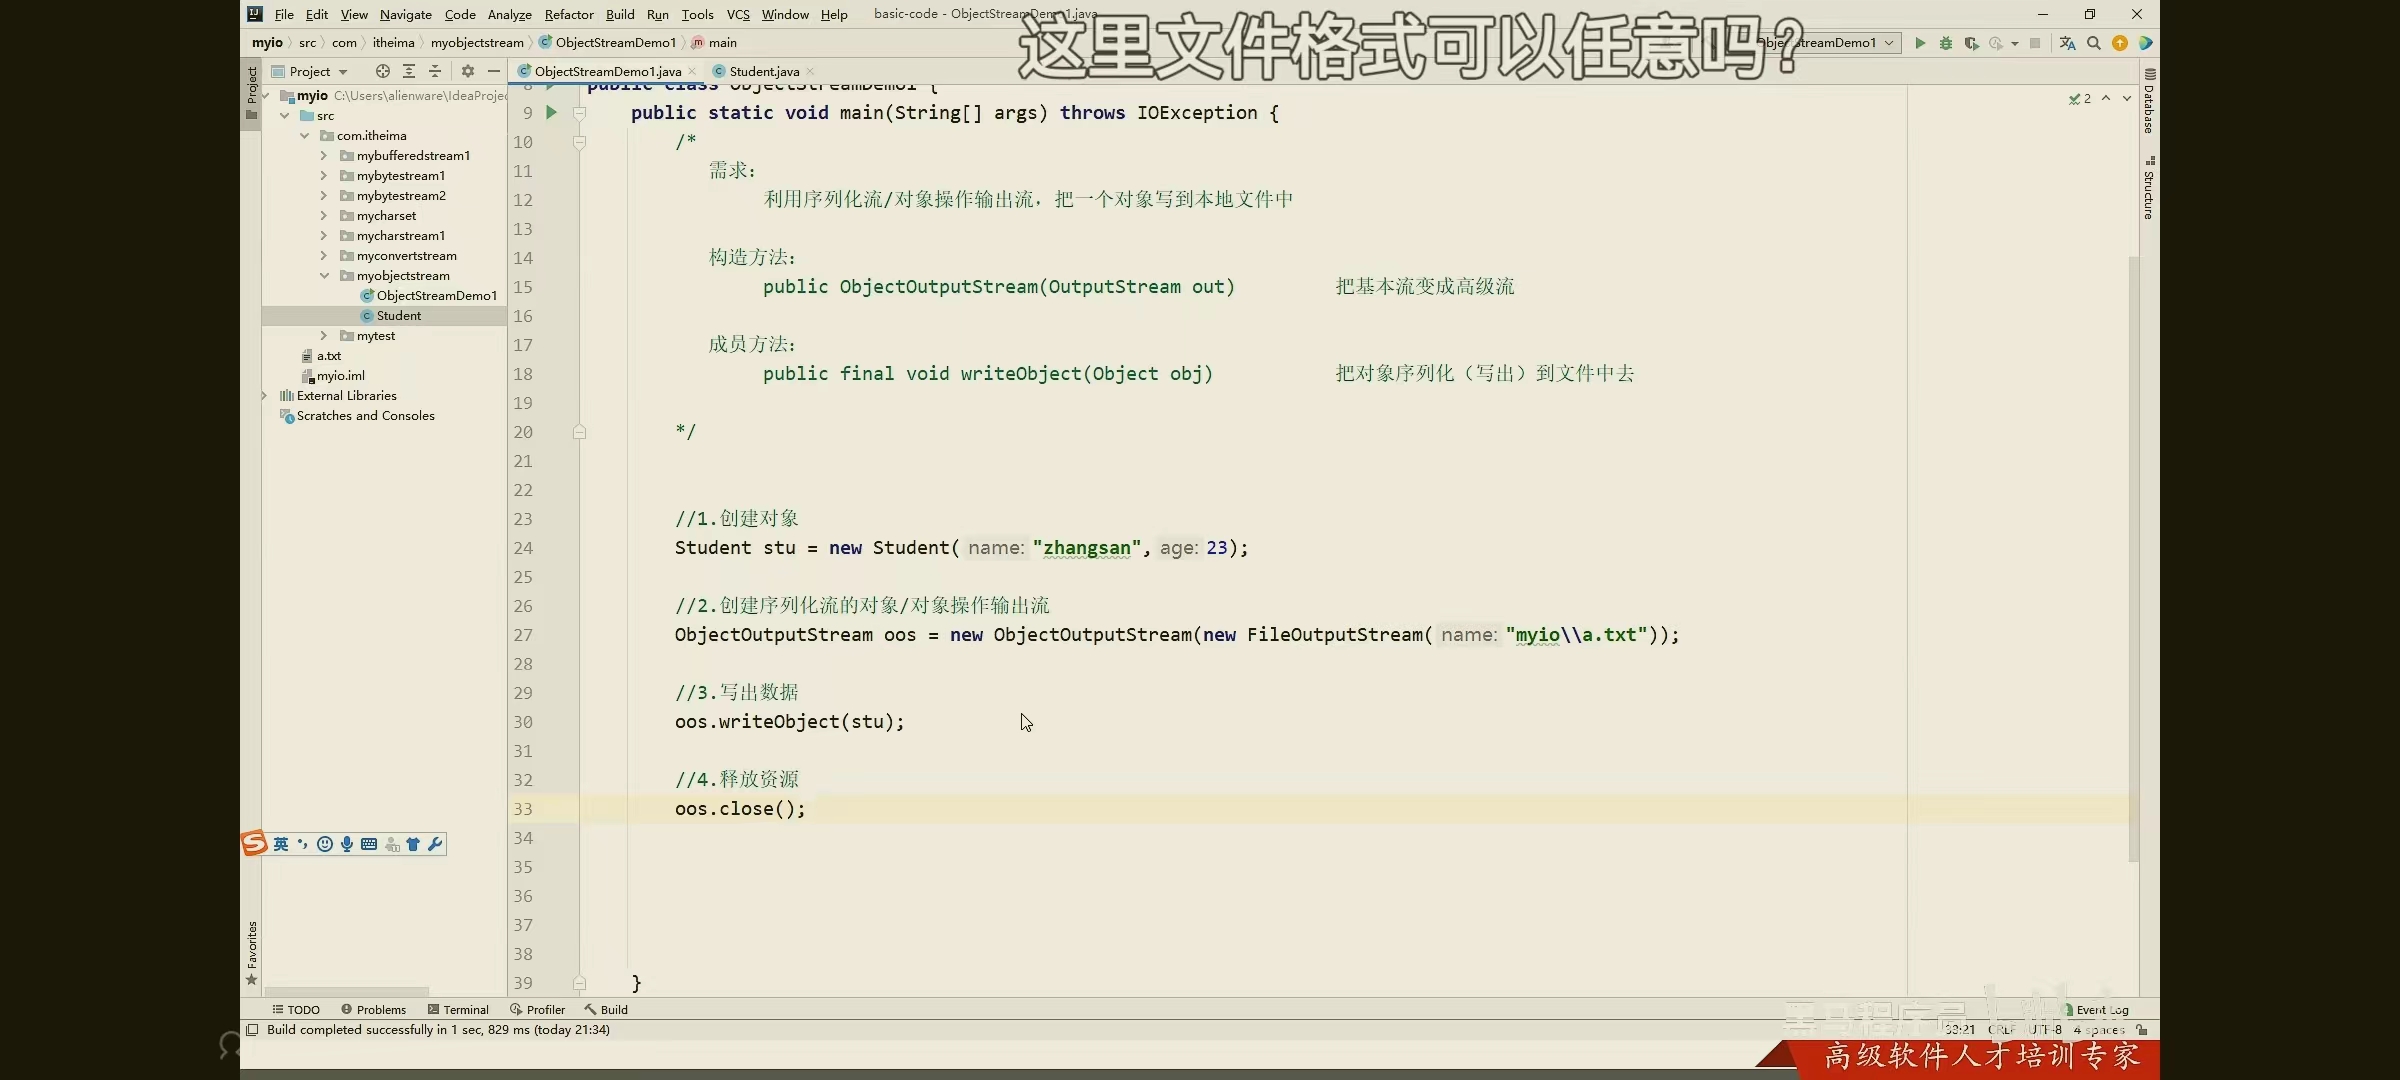 File Edit View Navigate Code Analyze Refactor Build Run Tools VCS Window Help basic-code - ObjectStreamDemo1.java
这里文件格式可以任意吗？
myio src com itheima myobjectstream ObjectStreamDemo1 main ObjectStreamDemo1
Project ObjectStreamDemo1.java Student.java
Project
myio C:\Users\alienware\IdeaProjec
src
com.itheima
mybufferedstream1
mybytestream1
mybytestream2
mycharset
mycharstream1
myconvertstream
myobjectstream
ObjectStreamDemo1
Student
mytest
a.txt
myio.iml
External Libraries
Scratches and Consoles
Favorites
8 public class ObjectStreamDemo1 {
9 public static void main(String[] args) throws IOException {
10 /*
11 需求：
12 利用序列化流/对象操作输出流，把一个对象写到本地文件中
13
14 构造方法：
15 public ObjectOutputStream(OutputStream out) 把基本流变成高级流
16
17 成员方法：
18 public final void writeObject(Object obj) 把对象序列化（写出）到文件中去
19
20 */
21
22
23 //1.创建对象
24 Student stu = new Student( name: "zhangsan", age: 23);
25
26 //2.创建序列化流的对象/对象操作输出流
27 ObjectOutputStream oos = new ObjectOutputStream(new FileOutputStream( name: "myio\\a.txt"));
28
29 //3.写出数据
30 oos.writeObject(stu);
31
32 //4.释放资源
33 oos.close();
34
35
36
37
38
39 }
2
Database
Structure
英
TODO Problems Terminal Profiler Build Event Log
Build completed successfully in 1 sec, 829 ms (today 21:34) 33:21 CRLF UTF-8 4 spaces
黑马程序员
高级软件人才培训专家